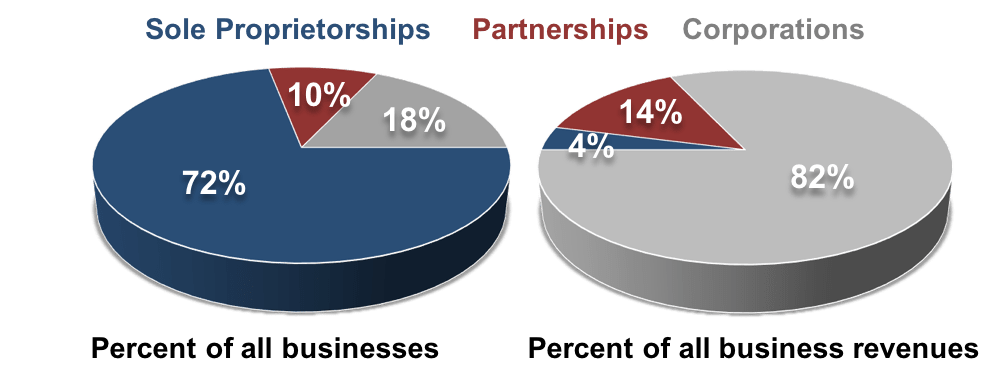 Sole Proprietorships Partnerships Corporations
10%
18%
72%
14%
4%
82%
Percent of all businesses
Percent of all business revenues